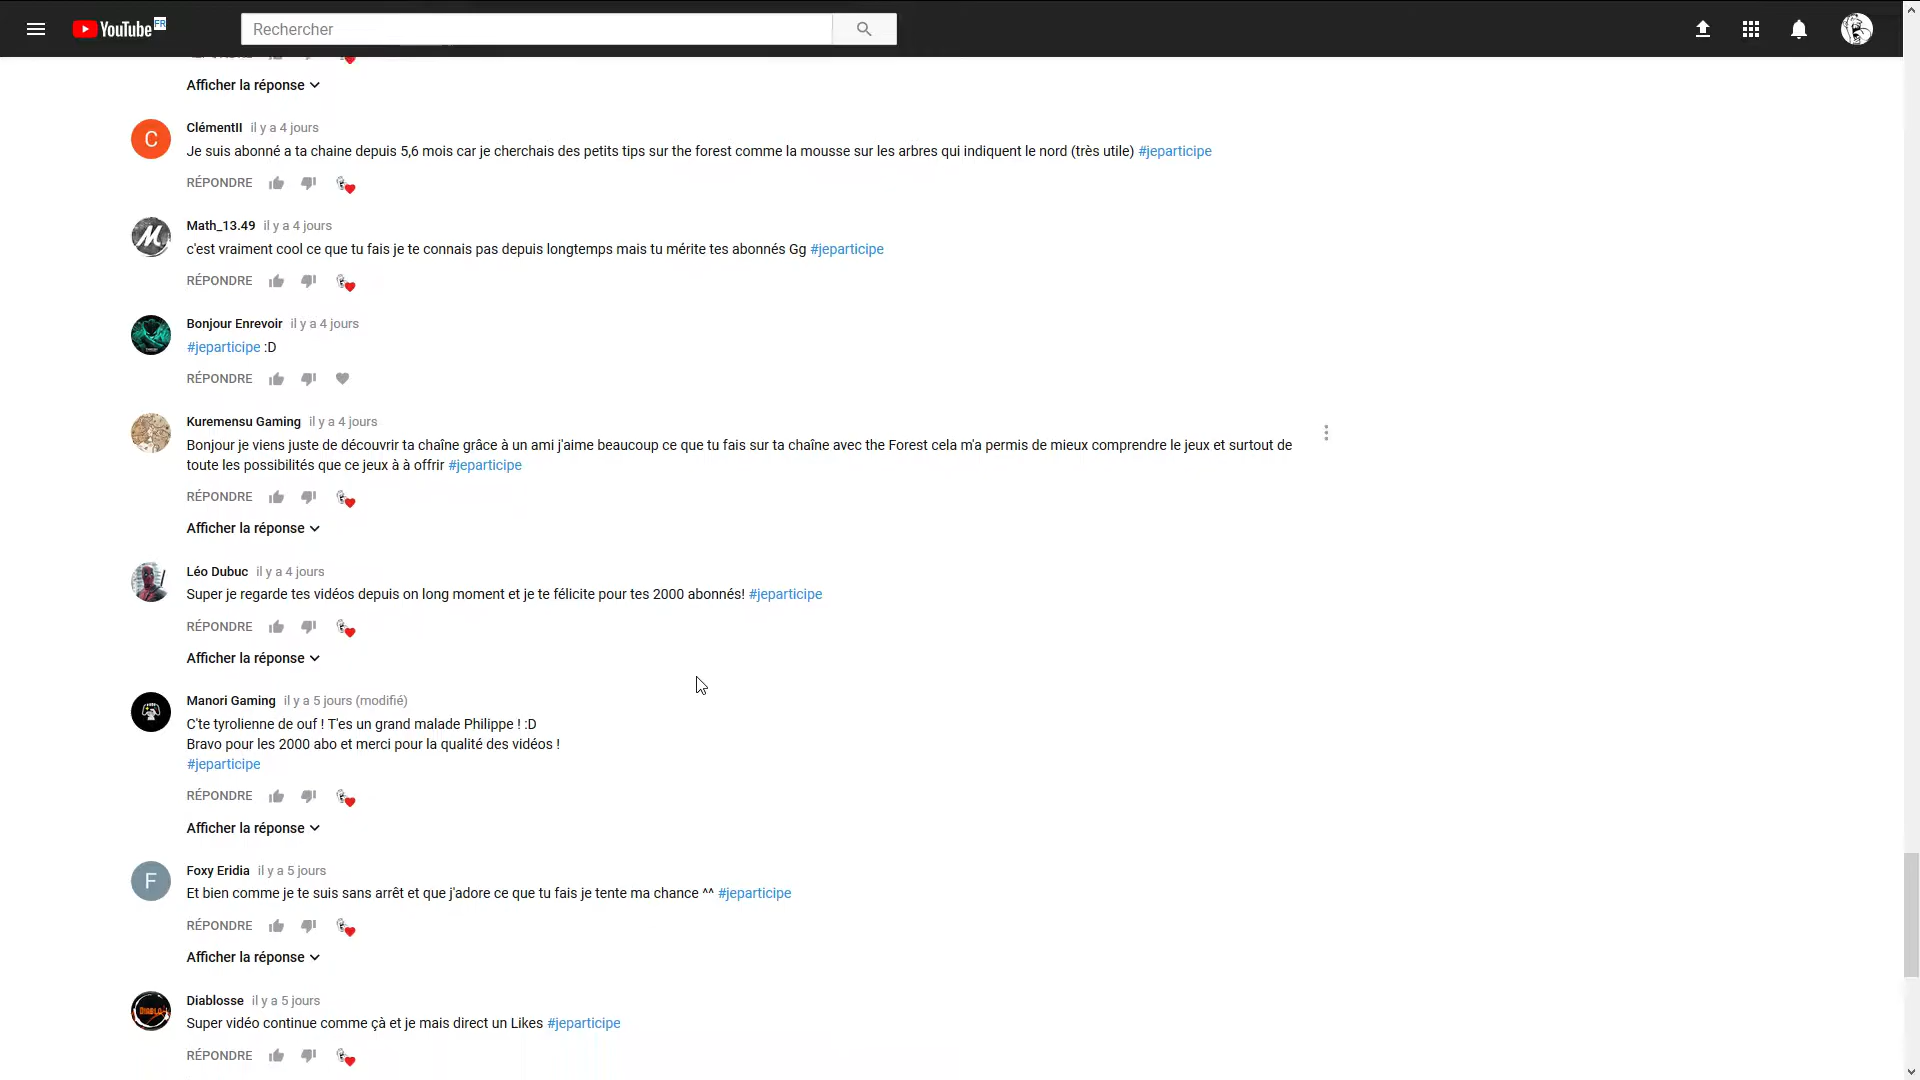 YouTube FR
Rechercher
Afficher la réponse
C
ClémentII il y a 4 jours
Je suis abonné a ta chaine depuis 5,6 mois car je cherchais des petits tips sur the forest comme la mousse sur les arbres qui indiquent le nord (très utile) #jeparticipe
RÉPONDRE
Math_13.49 il y a 4 jours
c'est vraiment cool ce que tu fais je te connais pas depuis longtemps mais tu mérite tes abonnés Gg #jeparticipe
RÉPONDRE
Bonjour Enrevoir il y a 4 jours
#jeparticipe :D
RÉPONDRE
Kuremensu Gaming il y a 4 jours
Bonjour je viens juste de découvrir ta chaîne grâce à un ami j'aime beaucoup ce que tu fais sur ta chaîne avec the Forest cela m'a permis de mieux comprendre le jeux et surtout de
toute les possibilités que ce jeux à à offrir #jeparticipe
RÉPONDRE
Afficher la réponse
Léo Dubuc il y a 4 jours
Super je regarde tes vidéos depuis on long moment et je te félicite pour tes 2000 abonnés! #jeparticipe
RÉPONDRE
Afficher la réponse
Manori Gaming il y a 5 jours (modifié)
C'te tyrolienne de ouf ! T'es un grand malade Philippe ! :D
Bravo pour les 2000 abo et merci pour la qualité des vidéos !
#jeparticipe
RÉPONDRE
Afficher la réponse
F
Foxy Eridia il y a 5 jours
Et bien comme je te suis sans arrêt et que j'adore ce que tu fais je tente ma chance ^^ #jeparticipe
RÉPONDRE
Afficher la réponse
Diablosse il y a 5 jours
Super vidéo continue comme çà et je mais direct un Likes #jeparticipe
RÉPONDRE